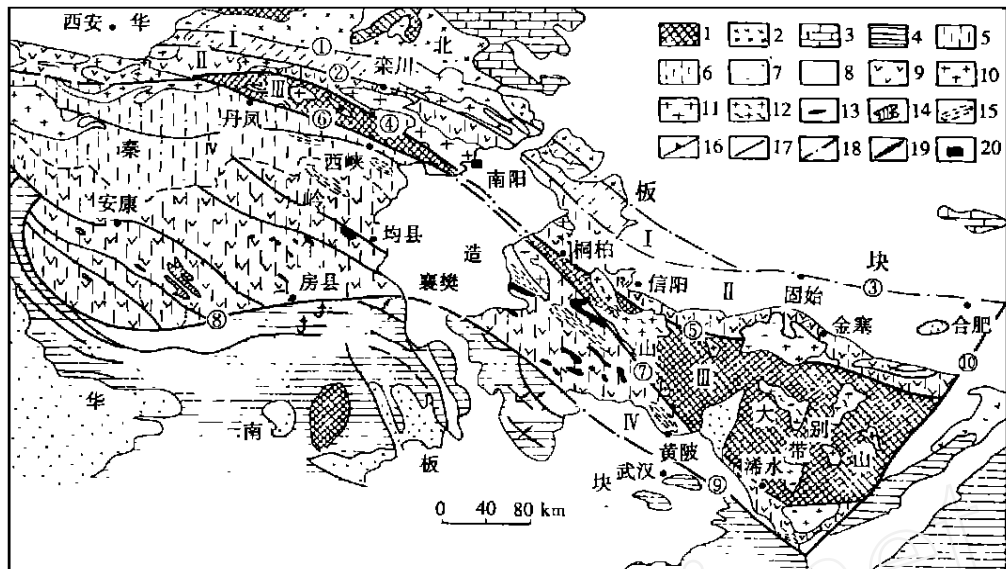 西安 华 北
Ⅰ ① 1 2 3 4 5
Ⅱ ② 栾川 6 7 8 9 10
Ⅲ ⑥ ④ 11 12 13 14 15
丹凤 16 17 18 19 20
秦 Ⅳ 西峡 南阳 板
安康 岭 均县 造 桐柏 Ⅰ 块
房县 襄樊 信阳 Ⅱ 固始 ③
⑧ ⑤ 金寨 合肥
山 ⑦ Ⅲ ⑩
华 南 Ⅳ 大 别
板 黄陂 带 山
块 武汉 浠水
⑨
0 40 80 km